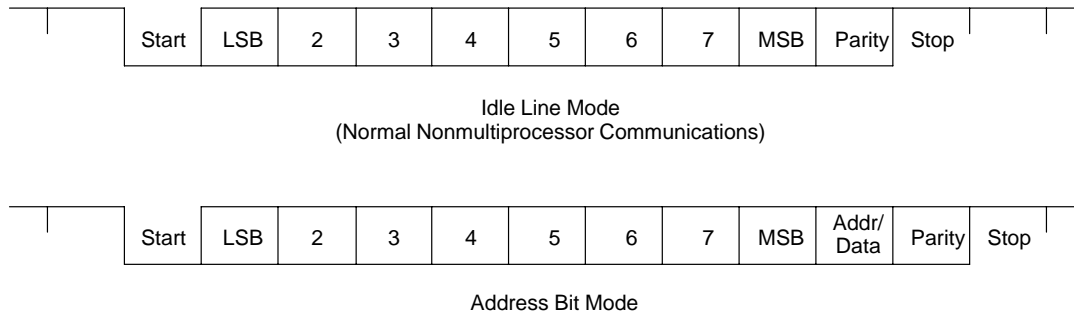 Start LSB 2 3 4 5 6 7 MSB Parity Stop
Idle Line Mode
(Normal Nonmultiprocessor Communications)
Start LSB 2 3 4 5 6 7 MSB Addr/
Data Parity Stop
Address Bit Mode